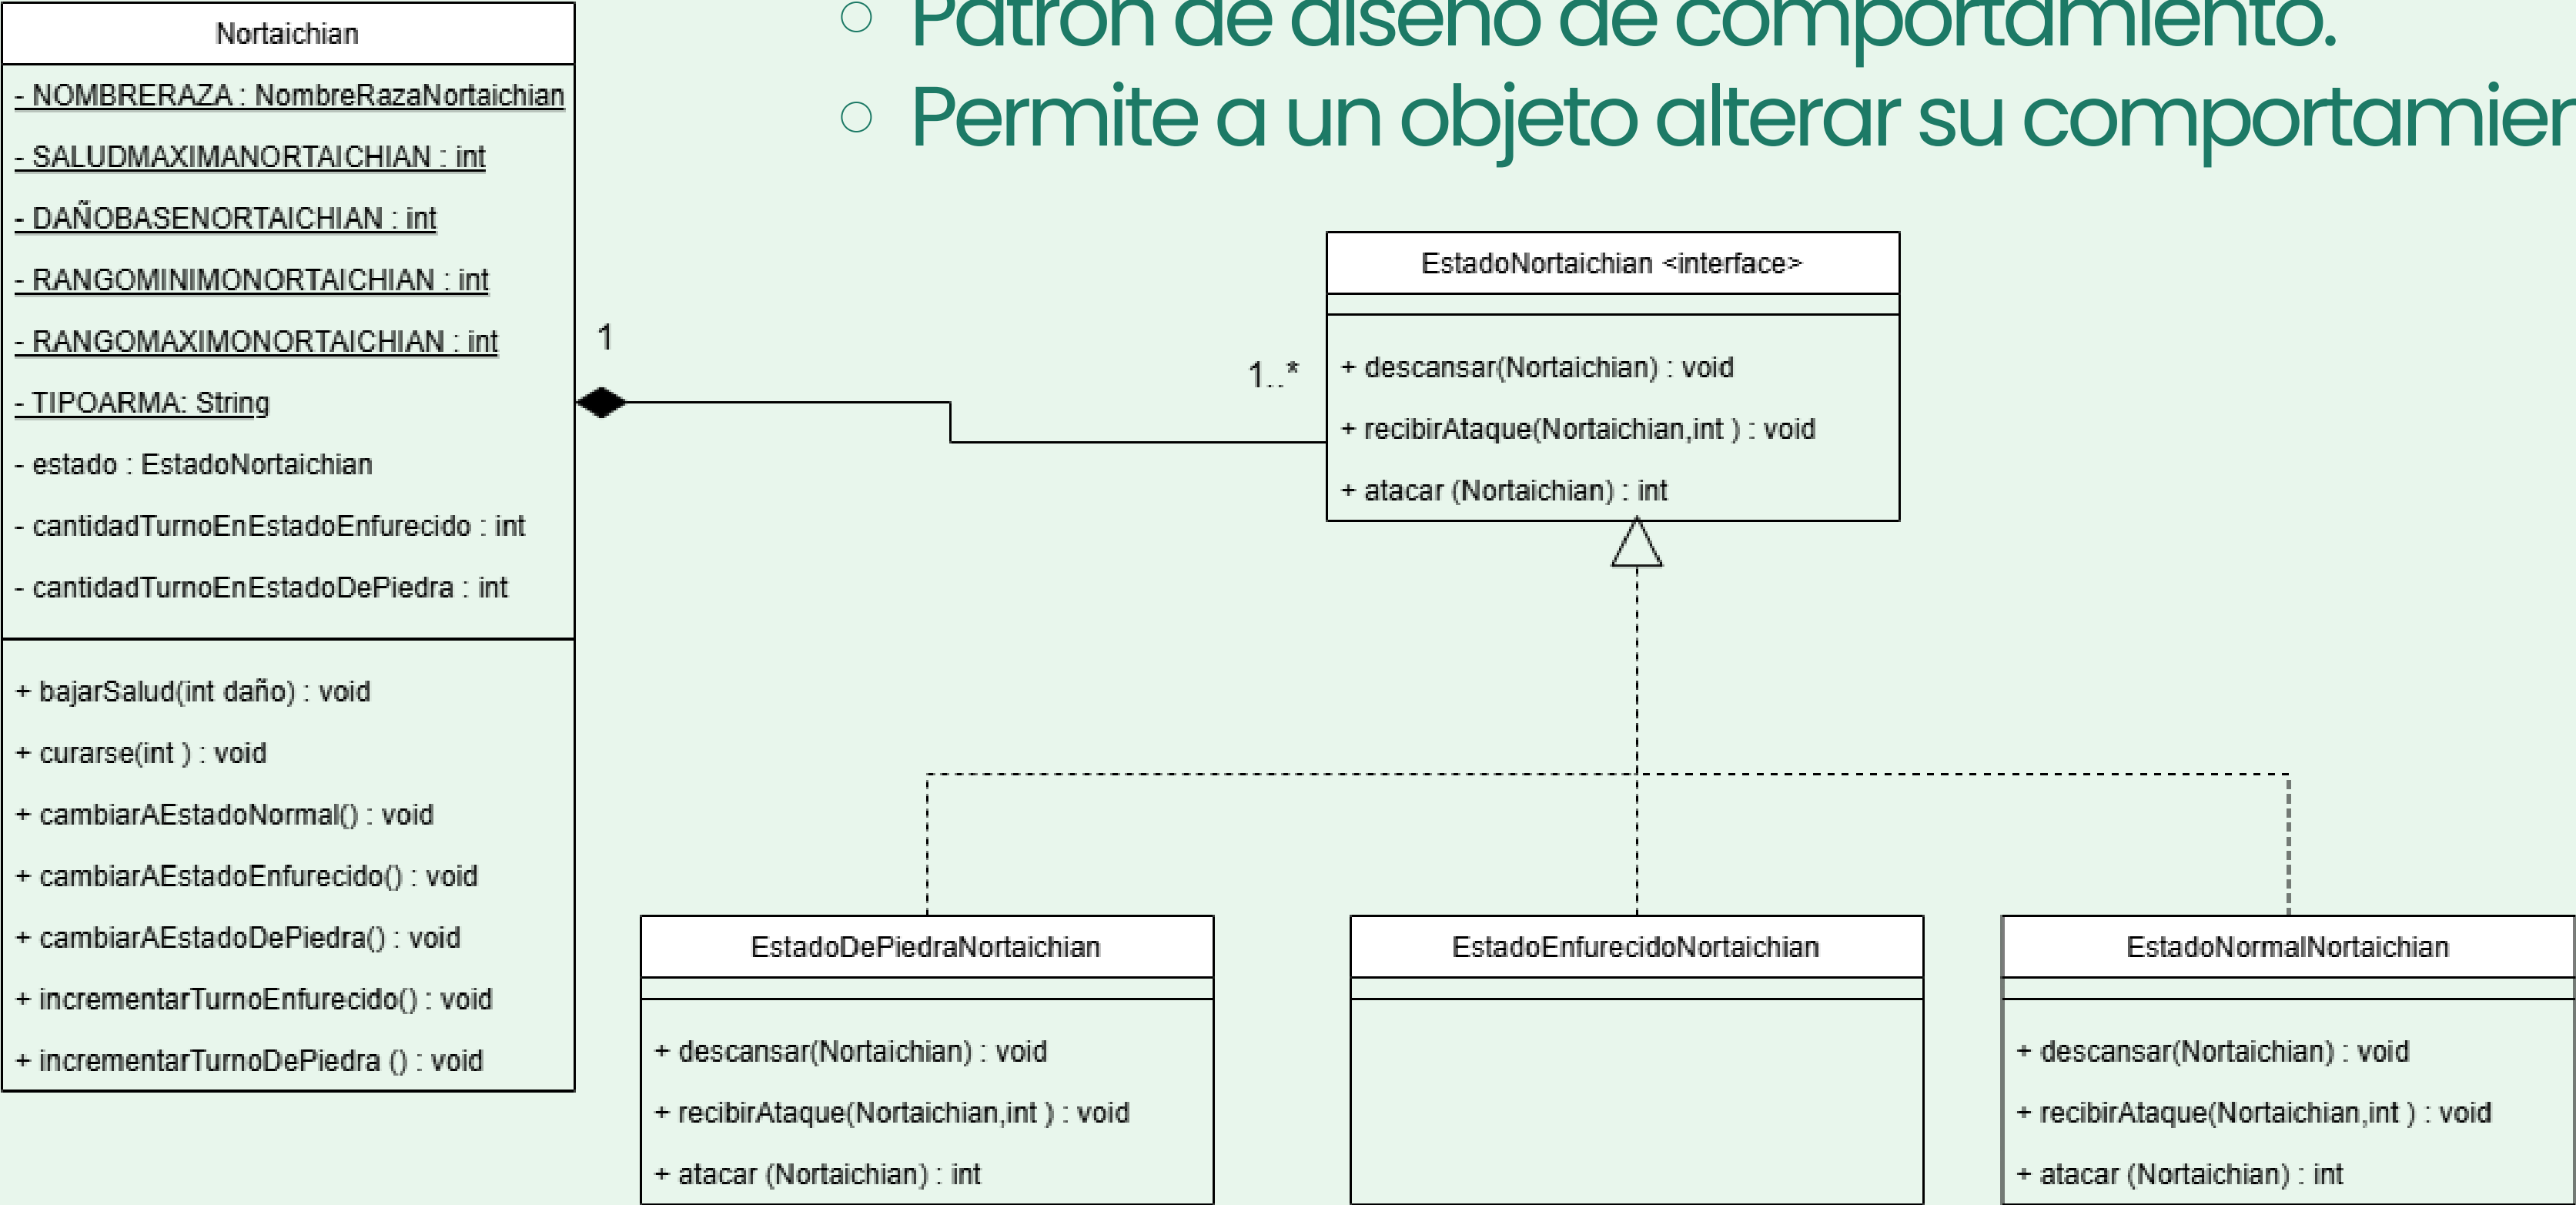 Patrón de diseño de comportamiento.
Permite a un objeto alterar su
Nortaichian
- NOMBRERAZA : NombreRazaNortaichian
- SALUDMAXIMANORTAICHIAN : int
- DAÑOBASENORTAICHIAN : int
- RANGOMINIMONORTAICHIAN : int
- RANGOMAXIMONORTAICHIAN : int
- TIPOARMA: String
- estado : EstadoNortaichian
- cantidadTurnoEnEstadoEnfurecido : int
- cantidadTurnoEnEstadoDePiedra : int
+ bajarSalud(int daño) : void
+ curarse(int ) : void
+ cambiarAEstadoNormal() : void
+ cambiarAEstadoEnfurecido() : void
+ cambiarAEstadoDePiedra() : void
+ incrementarTurnoEnfurecido() : void
+ incrementarTurnoDePiedra () : void
1
1..*
EstadoNortaichian <interface>
+ descansar(Nortaichian) : void
+ recibirAtaque(Nortaichian,int ) : void
+ atacar (Nortaichian) : int
EstadoDePiedraNortaichian
+ descansar(Nortaichian) : void
+ recibirAtaque(Nortaichian,int ) : void
+ atacar (Nortaichian) : int
EstadoEnfurecidoNortaichian
EstadoNormalNortaichian
+ descansar(Nortaichian) : void
+ recibirAtaque(Nortaichian,int ) : void
+ atacar (Nortaichian) : int